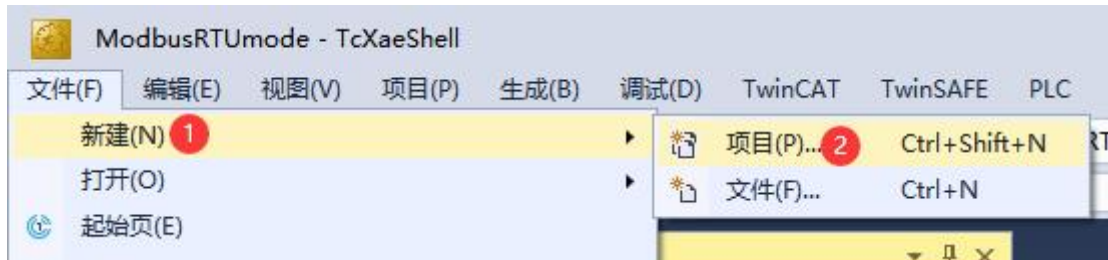 ModbusRTUmode - TcXaeShell
文件(F) 编辑(E) 视图(V) 项目(P) 生成(B) 调试(D) TwinCAT TwinSAFE PLC
新建(N) 1
项目(P)... 2 Ctrl+Shift+N
打开(O)
文件(F)... Ctrl+N
起始页(E)